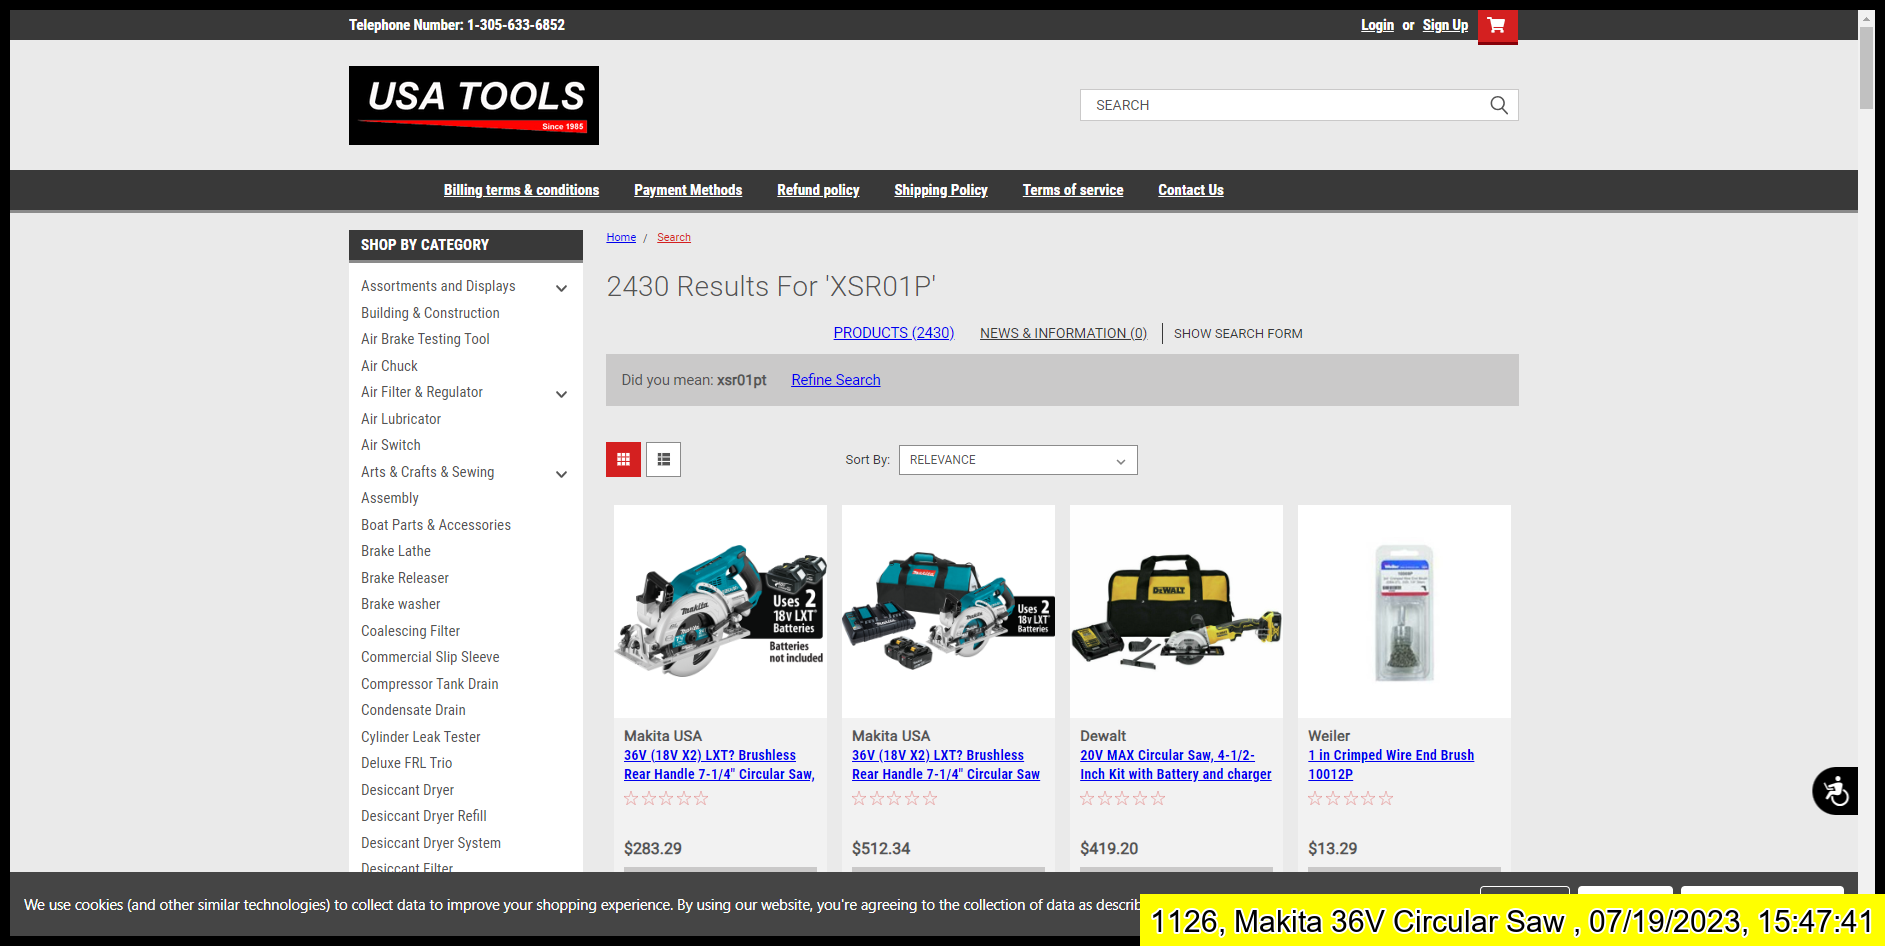 Telephone Number: 1-305-633-6852
Login or Sign Up
USA TOOLS
Since 1985
SEARCH
Billing terms & conditions Payment Methods Refund policy Shipping Policy Terms of service Contact Us
SHOP BY CATEGORY
Assortments and Displays
Building & Construction
Air Brake Testing Tool
Air Chuck
Air Filter & Regulator
Air Lubricator
Air Switch
Arts & Crafts & Sewing
Assembly
Boat Parts & Accessories
Brake Lathe
Brake Releaser
Brake washer
Coalescing Filter
Commercial Slip Sleeve
Compressor Tank Drain
Condensate Drain
Cylinder Leak Tester
Deluxe FRL Trio
Desiccant Dryer
Desiccant Dryer Refill
Desiccant Dryer System
Desiccant Filter
Home / Search
2430 Results For 'XSR01P'
PRODUCTS (2430) NEWS & INFORMATION (0) SHOW SEARCH FORM
Did you mean: xsr01pt Refine Search
Sort By: RELEVANCE
makita
Uses 2
18V LXT
Batteries
Batteries
not included
Makita USA
36V (18V X2) LXT? Brushless
Rear Handle 7-1/4" Circular Saw,
$283.29
Uses 2
18V LXT
Batteries
Makita USA
36V (18V X2) LXT? Brushless
Rear Handle 7-1/4" Circular Saw
$512.34
DEWALT
Dewalt
20V MAX Circular Saw, 4-1/2-
Inch Kit with Battery and charger
$419.20
Weiler
Weiler
1 in Crimped Wire End Brush
10012P
$13.29
We use cookies (and other similar technologies) to collect data to improve your shopping experience. By using our website, you're agreeing to the collection of data as describ
1126, Makita 36V Circular Saw , 07/19/2023, 15:47:41